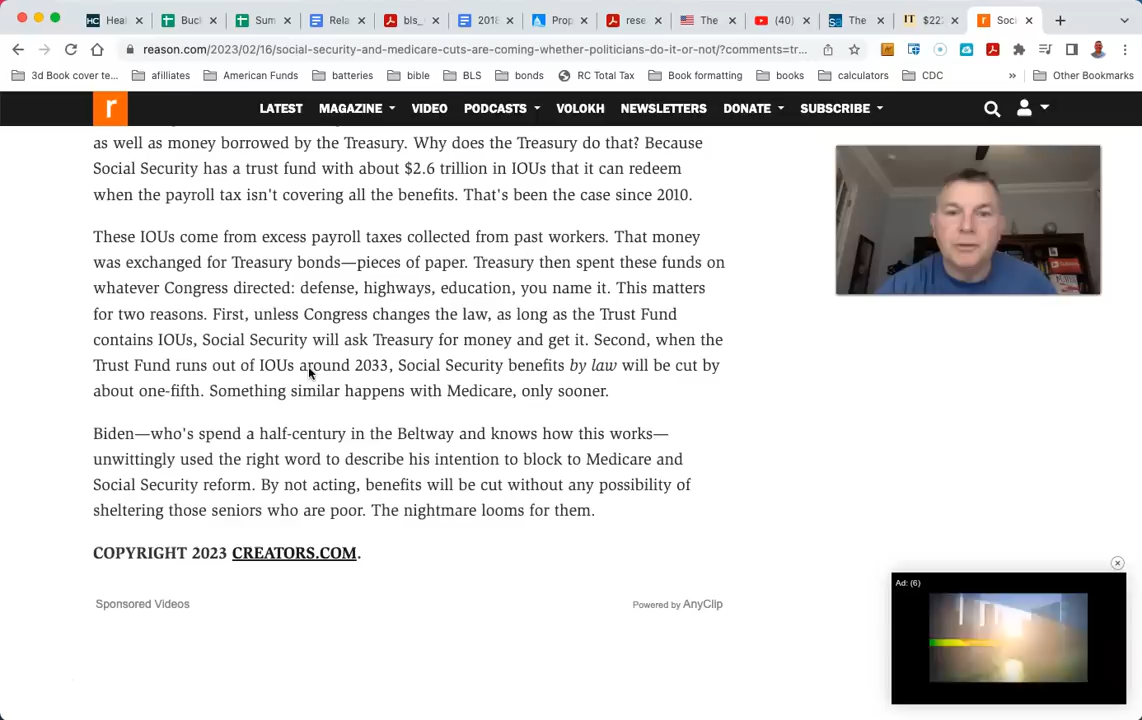 Heal
Buck
Sum
Rela
bls_
2018
Prop
rese
The
(40)
The
$22
Soci
reason.com/2023/02/16/social-security-and-medicare-cuts-are-coming-whether-politicians-do-it-or-not/?comments=tr...
3d Book cover te...
afilliates
American Funds
batteries
bible
BLS
bonds
RC Total Tax
Book formatting
books
calculators
CDC
»
Other Bookmarks
r
LATEST
MAGAZINE
VIDEO
PODCASTS
VOLOKH
NEWSLETTERS
DONATE
SUBSCRIBE
as well as money borrowed by the Treasury. Why does the Treasury do that? Because
Social Security has a trust fund with about $2.6 trillion in IOUs that it can redeem
when the payroll tax isn't covering all the benefits. That's been the case since 2010.
These IOUs come from excess payroll taxes collected from past workers. That money
was exchanged for Treasury bonds—pieces of paper. Treasury then spent these funds on
whatever Congress directed: defense, highways, education, you name it. This matters
for two reasons. First, unless Congress changes the law, as long as the Trust Fund
contains IOUs, Social Security will ask Treasury for money and get it. Second, when the
Trust Fund runs out of IOUs around 2033, Social Security benefits by law will be cut by
about one-fifth. Something similar happens with Medicare, only sooner.
Biden—who's spend a half-century in the Beltway and knows how this works—
unwittingly used the right word to describe his intention to block to Medicare and
Social Security reform. By not acting, benefits will be cut without any possibility of
sheltering those seniors who are poor. The nightmare looms for them.
COPYRIGHT 2023 CREATORS.COM.
Sponsored Videos
Powered by AnyClip
Ad: (6)